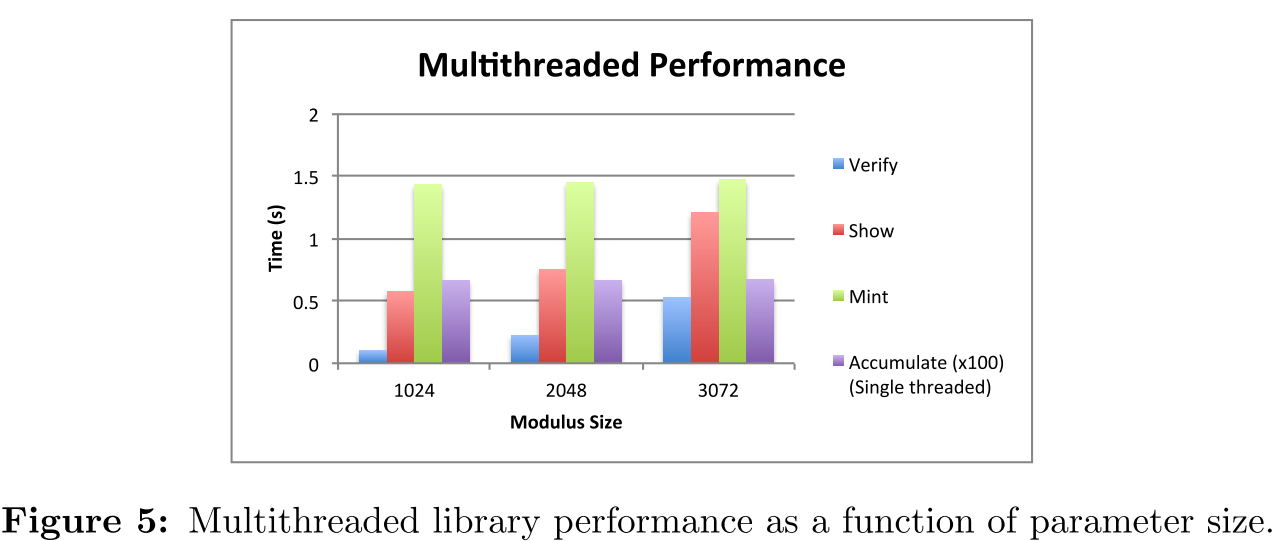 Multithreaded Performance
2
1.5
1
0.5
0
Time (s)
1024
2048
3072
Modulus Size
Verify
Show
Mint
Accumulate (x100)
(Single threaded)
Figure 5: Multithreaded library performance as a function of parameter size.